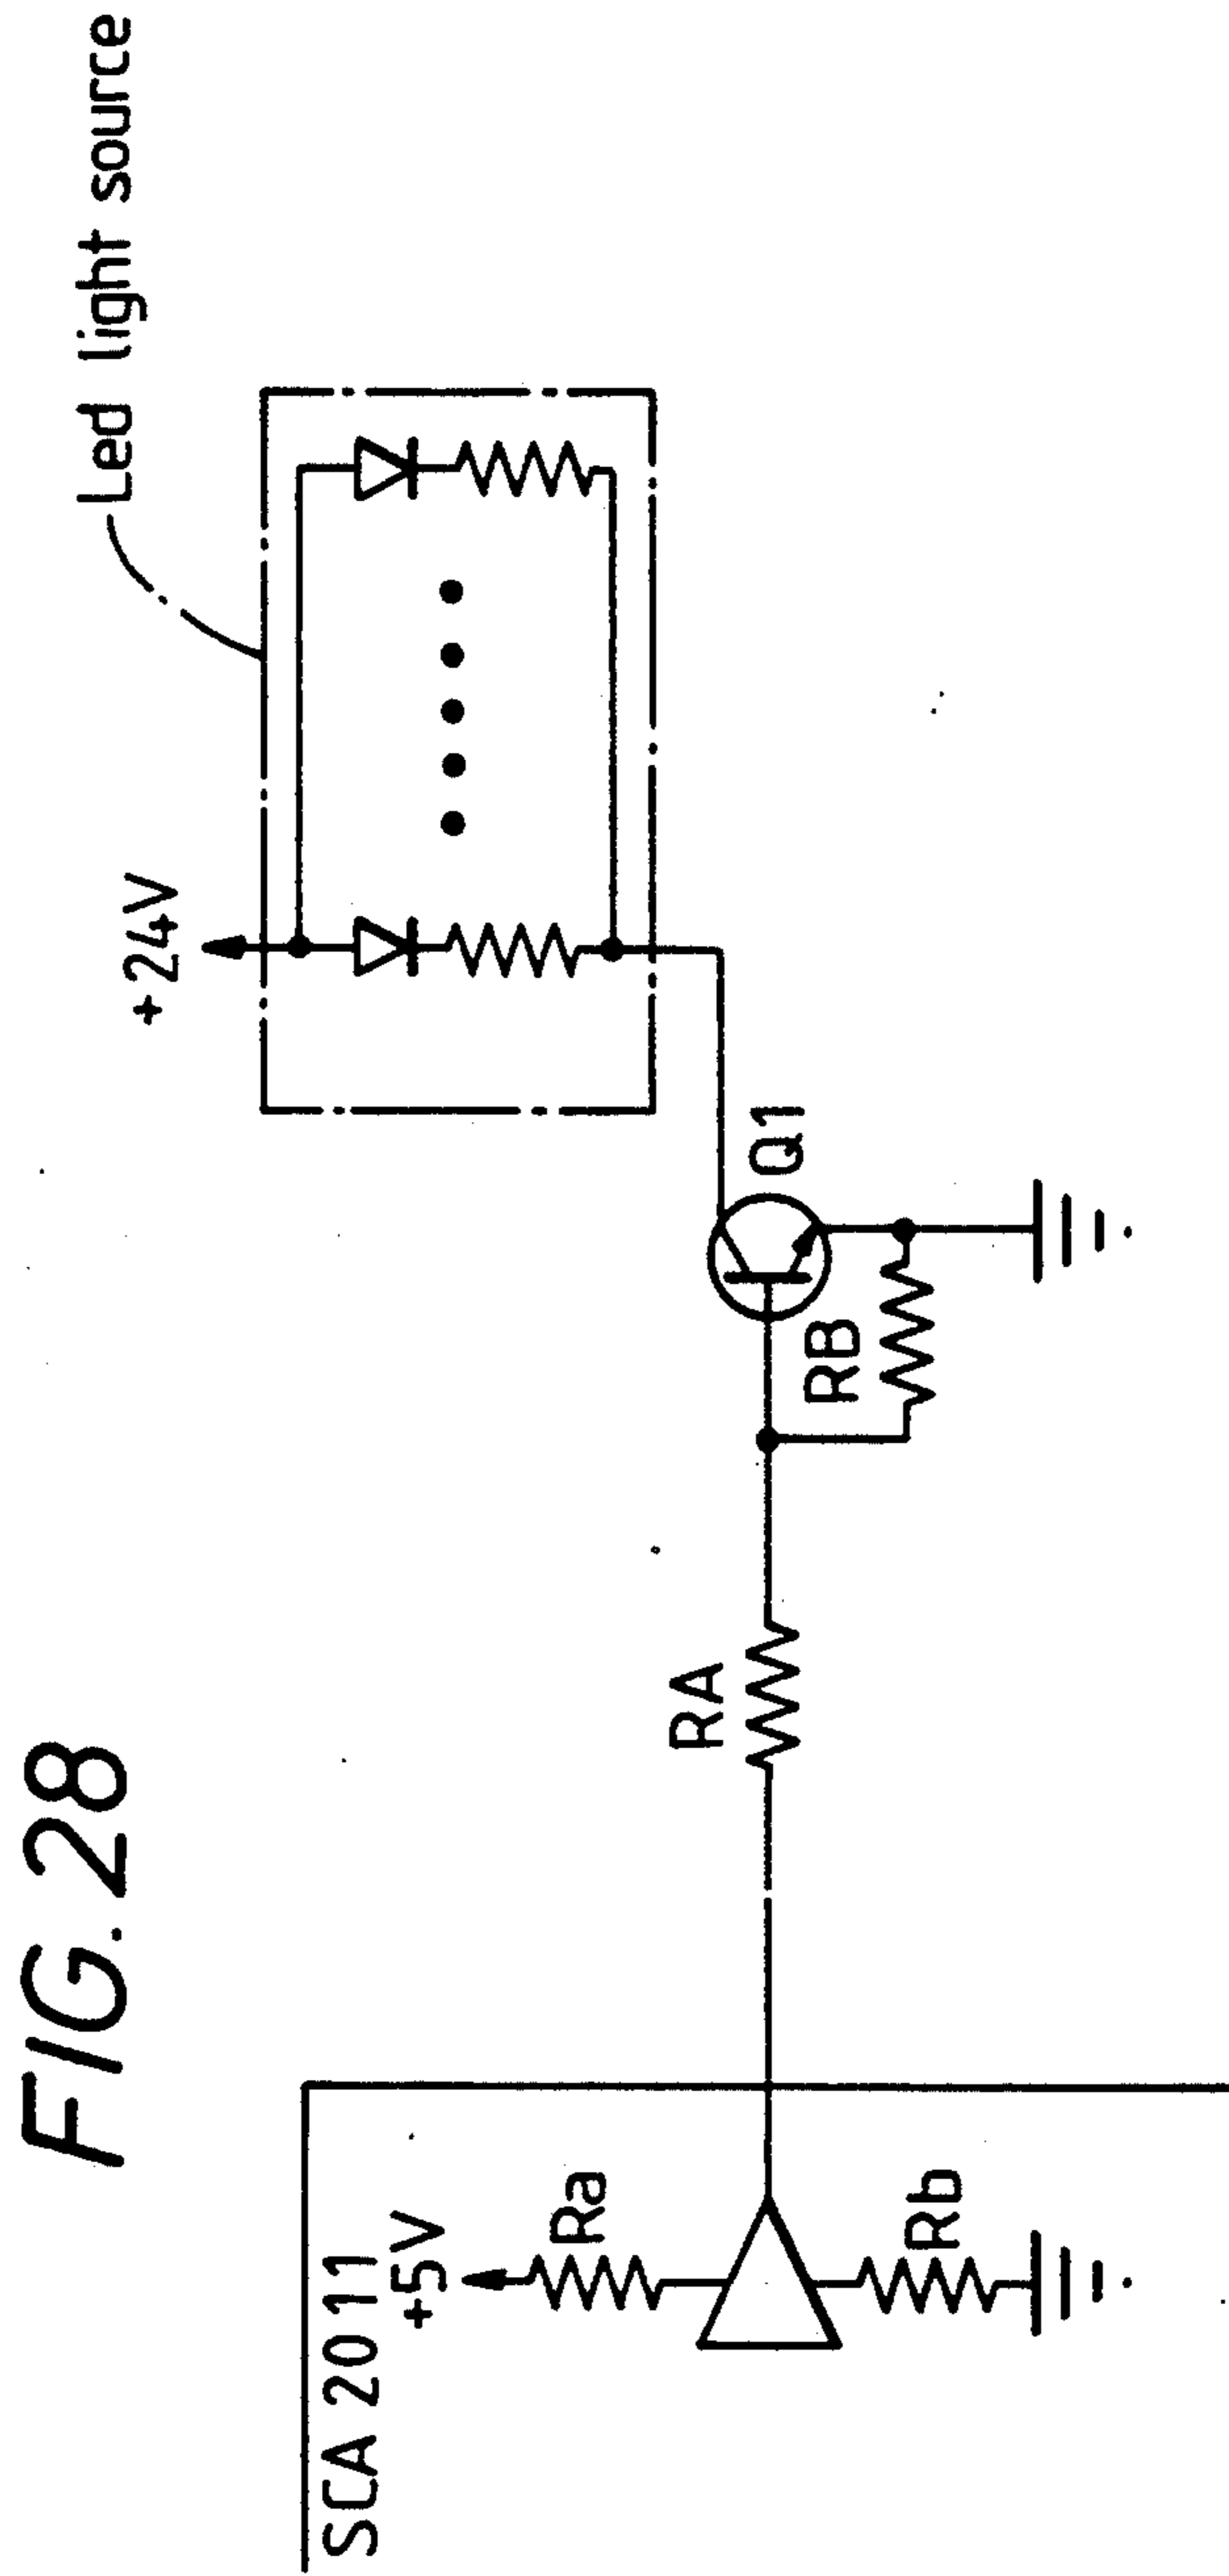 FIG. 28
Led light source
+24V
SCA 2011
+5V
Ra
Rb
RA
RB
Q1